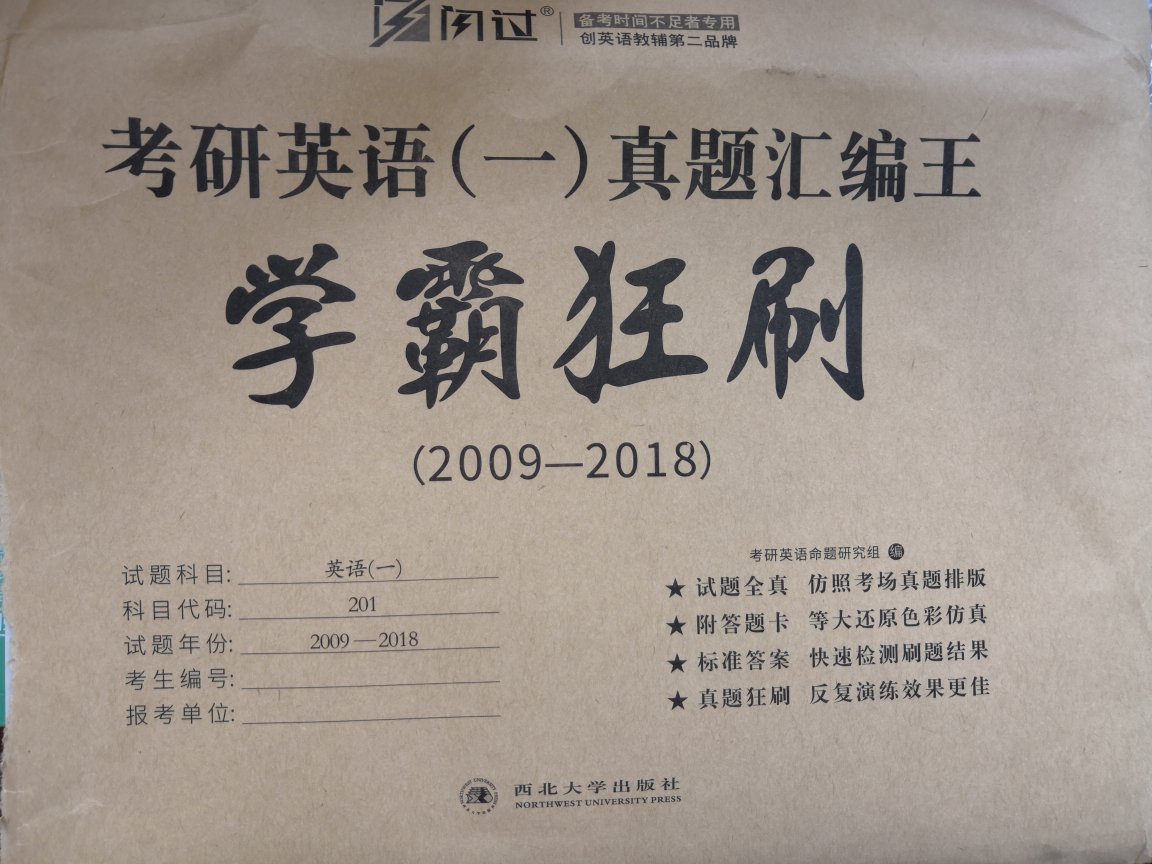 闪过®
备考时间不足者专用
创英语教辅第二品牌
考研英语(一)真题汇编王
学霸狂刷
(2009—2018)
试题科目: 英语(一)
科目代码: 201
试题年份: 2009—2018
考生编号:
报考单位:
考研英语命题研究组 编
★ 试题全真 仿照考场真题排版
★ 附答题卡 等大还原色彩仿真
★ 标准答案 快速检测刷题结果
★ 真题狂刷 反复演练效果更佳
西北大学出版社
NORTHWEST UNIVERSITY PRESS